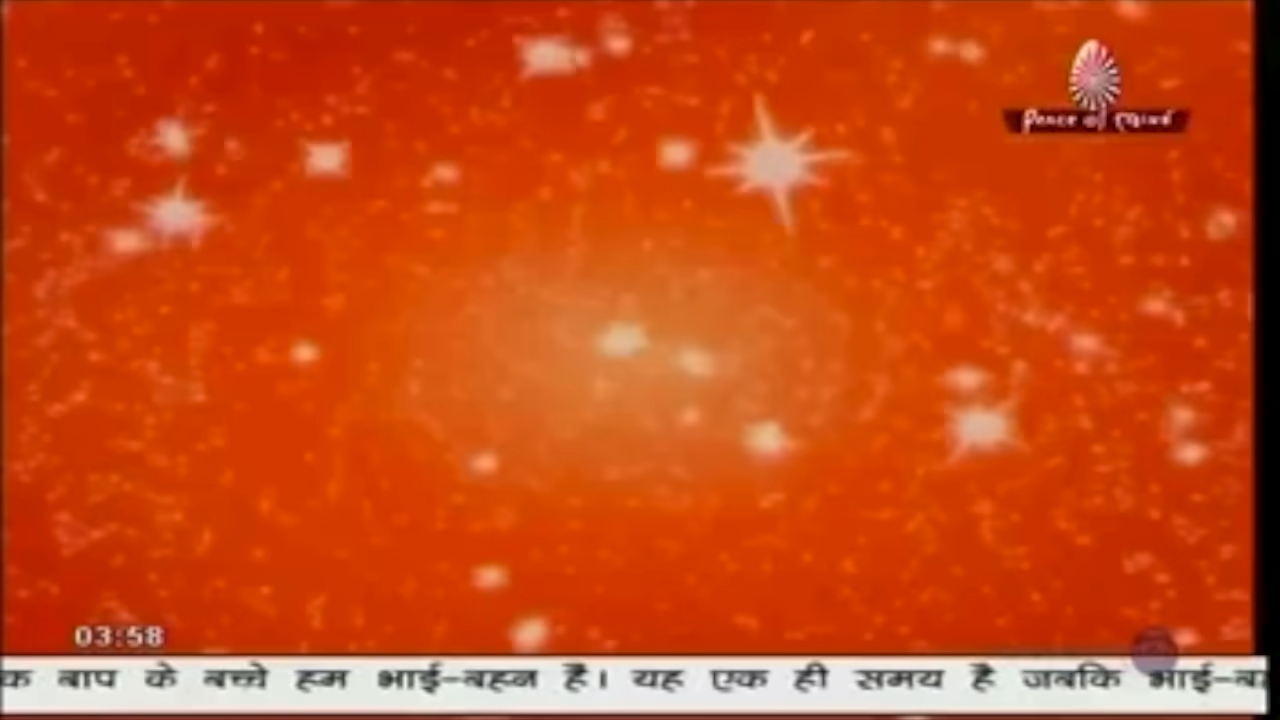 Peace of Mind
03:58
क बाप के बच्चे हम भाई-बहन है। यह एक ही समय है जबकि भाई-ब